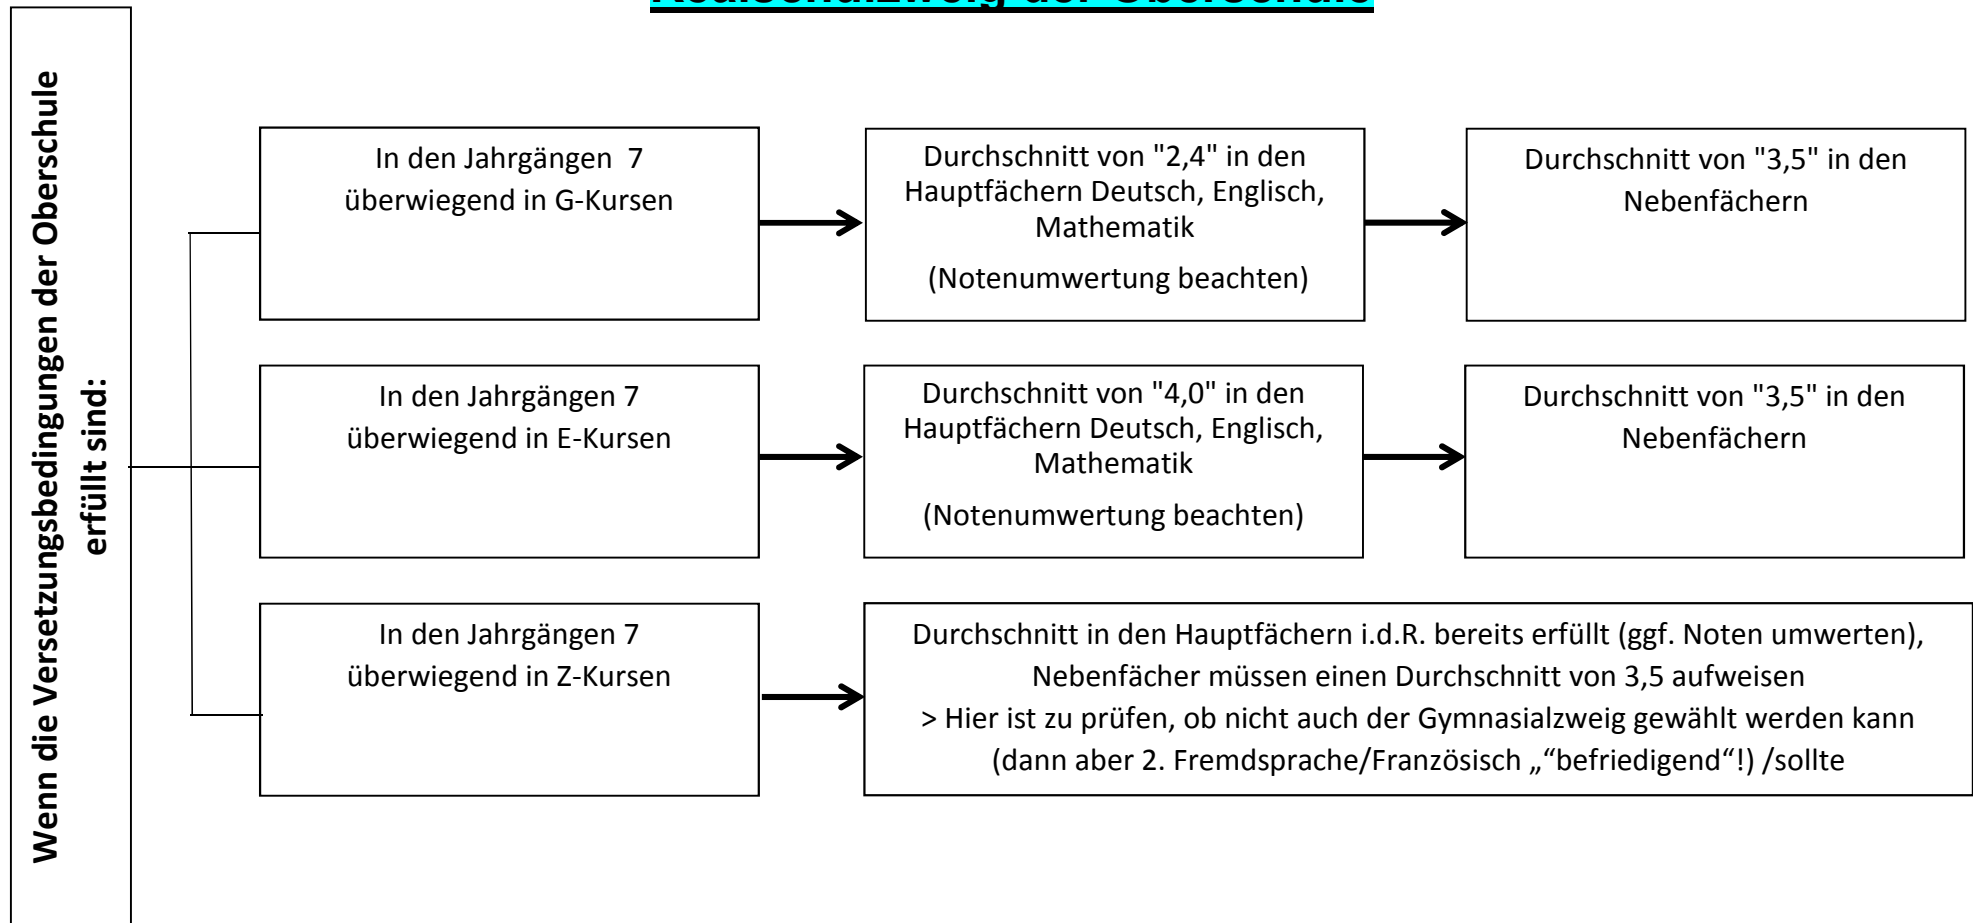 Realschulzweig der Oberschule
Wenn die Versetzungsbedingungen der Oberschule
erfüllt sind:
In den Jahrgängen 7
überwiegend in G-Kursen
Durchschnitt von "2,4" in den
Hauptfächern Deutsch, Englisch,
Mathematik
(Notenumwertung beachten)
Durchschnitt von "3,5" in den
Nebenfächern
In den Jahrgängen 7
überwiegend in E-Kursen
Durchschnitt von "4,0" in den
Hauptfächern Deutsch, Englisch,
Mathematik
(Notenumwertung beachten)
Durchschnitt von "3,5" in den
Nebenfächern
In den Jahrgängen 7
überwiegend in Z-Kursen
Durchschnitt in den Hauptfächern i.d.R. bereits erfüllt (ggf. Noten umwerten),
Nebenfächer müssen einen Durchschnitt von 3,5 aufweisen
> Hier ist zu prüfen, ob nicht auch der Gymnasialzweig gewählt werden kann
(dann aber 2. Fremdsprache/Französisch „“befriedigend“!) /sollte